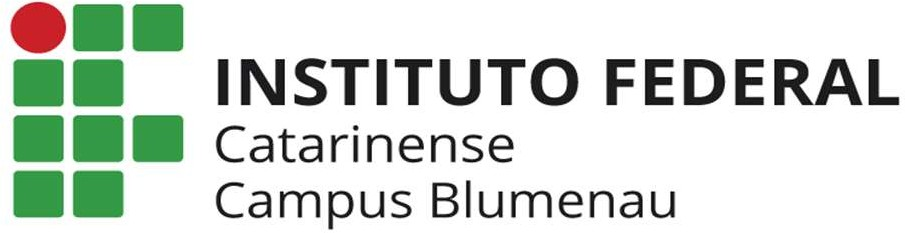 INSTITUTO FEDERAL
Catarinense
Campus Blumenau